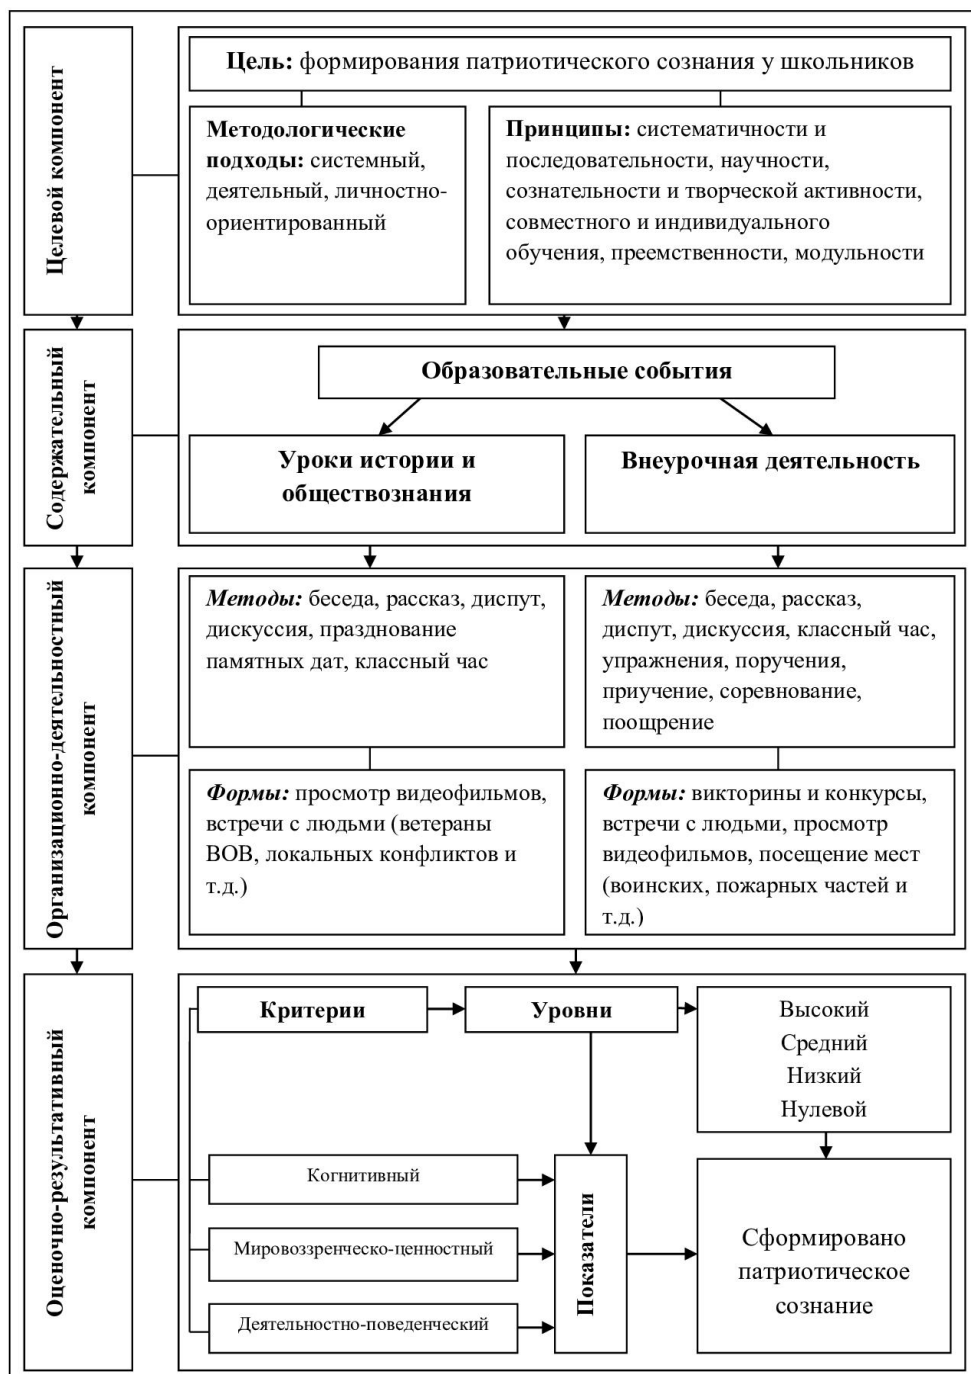 Целевой компонент
Цель: формирования патриотического сознания у школьников
Методологические
подходы: системный,
деятельный, личностно-
ориентированный
Принципы: систематичности и
последовательности, научности,
сознательности и творческой активности,
совместного и индивидуального
обучения, преемственности, модульности
Содержательный
компонент
Образовательные события
Уроки истории и
обществознания
Внеурочная деятельность
Организационно-деятельностный
компонент
Методы: беседа, рассказ, диспут,
дискуссия, празднование
памятных дат, классный час
Методы: беседа, рассказ,
диспут, дискуссия, классный час,
упражнения, поручения,
приучение, соревнование,
поощрение
Формы: просмотр видеофильмов,
встречи с людьми (ветераны
ВОВ, локальных конфликтов и
т.д.)
Формы: викторины и конкурсы,
встречи с людьми, просмотр
видеофильмов, посещение мест
(воинских, пожарных частей и
т.д.)
Оценочно-результативный
компонент
Критерии
Уровни
Высокий
Средний
Низкий
Нулевой
Когнитивный
Мировоззренческо-ценностный
Деятельностно-поведенческий
Показатели
Сформировано
патриотическое
сознание